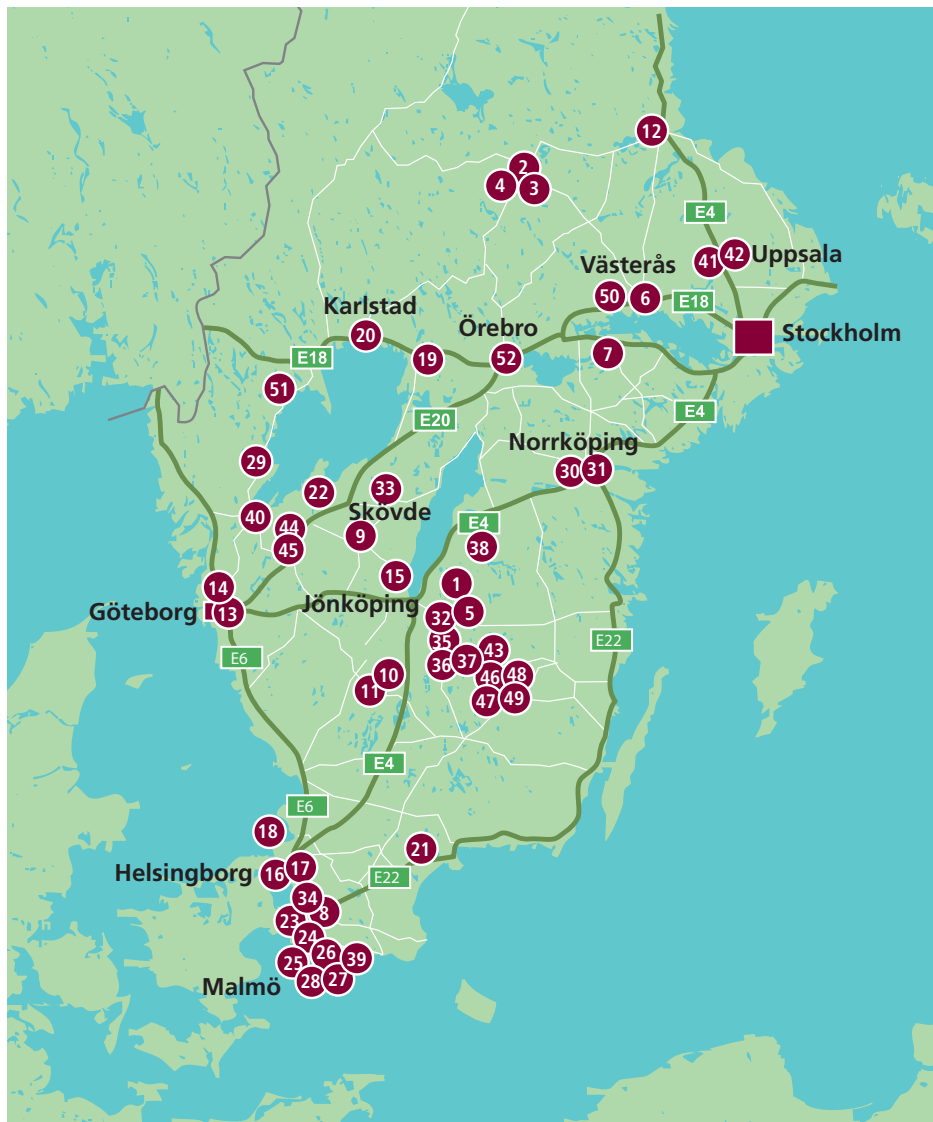 12
2
4
3
E4
42
Uppsala
41
Västerås
50
6
E18
Karlstad
20
Örebro
Stockholm
19
52
7
E18
51
E20
E4
Norrköping
29
30
31
22
33
Skövde
40
44
E4
9
45
38
15
1
14
Jönköping
Göteborg
13
32
5
35
E22
E6
43
37
36
10
46
48
11
47
49
E4
E6
18
21
17
Helsingborg
16
E22
34
8
23
24
26
39
25
27
28
Malmö